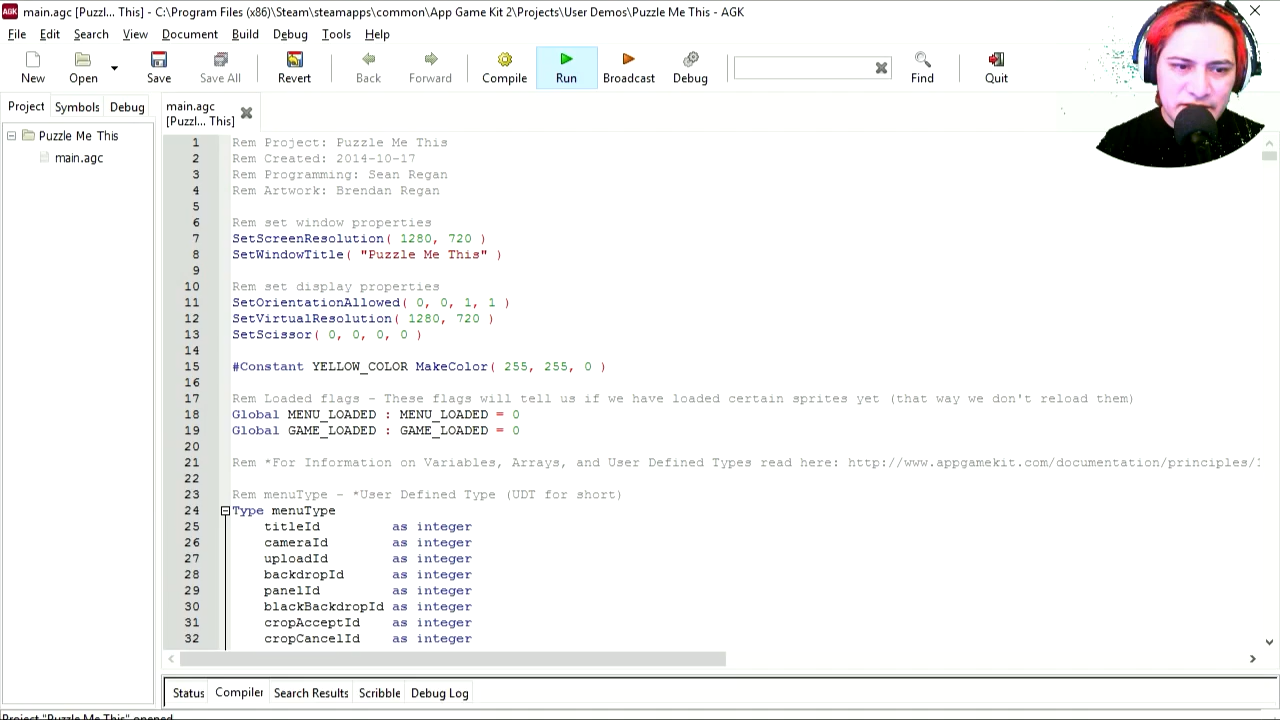 main.agc [Puzzl... This] - C:\Program Files (x86)\Steam\steamapps\common\App Game Kit 2\Projects\User Demos\Puzzle Me This - AGK
File Edit Search View Document Build Debug Tools Help
New Open Save Save All Revert Back Forward Compile Run Broadcast Debug Find Quit
Project Symbols Debug
main.agc
[Puzzl... This]
Puzzle Me This
main.agc
1 Rem Project: Puzzle Me This
2 Rem Created: 2014-10-17
3 Rem Programming: Sean Regan
4 Rem Artwork: Brendan Regan
5
6 Rem set window properties
7 SetScreenResolution( 1280, 720 )
8 SetWindowTitle( "Puzzle Me This" )
9
10 Rem set display properties
11 SetOrientationAllowed( 0, 0, 1, 1 )
12 SetVirtualResolution( 1280, 720 )
13 SetScissor( 0, 0, 0, 0 )
14
15 #Constant YELLOW_COLOR MakeColor( 255, 255, 0 )
16
17 Rem Loaded flags - These flags will tell us if we have loaded certain sprites yet (that way we don't reload them)
18 Global MENU_LOADED : MENU_LOADED = 0
19 Global GAME_LOADED : GAME_LOADED = 0
20
21 Rem *For Information on Variables, Arrays, and User Defined Types read here: http://www.appgamekit.com/documentation/principles/
22
23 Rem menuType - *User Defined Type (UDT for short)
24 Type menuType
25 titleId as integer
26 cameraId as integer
27 uploadId as integer
28 backdropId as integer
29 panelId as integer
30 blackBackdropId as integer
31 cropAcceptId as integer
32 cropCancelId as integer
Status Compiler Search Results Scribble Debug Log
Project "Puzzle Me This" opened